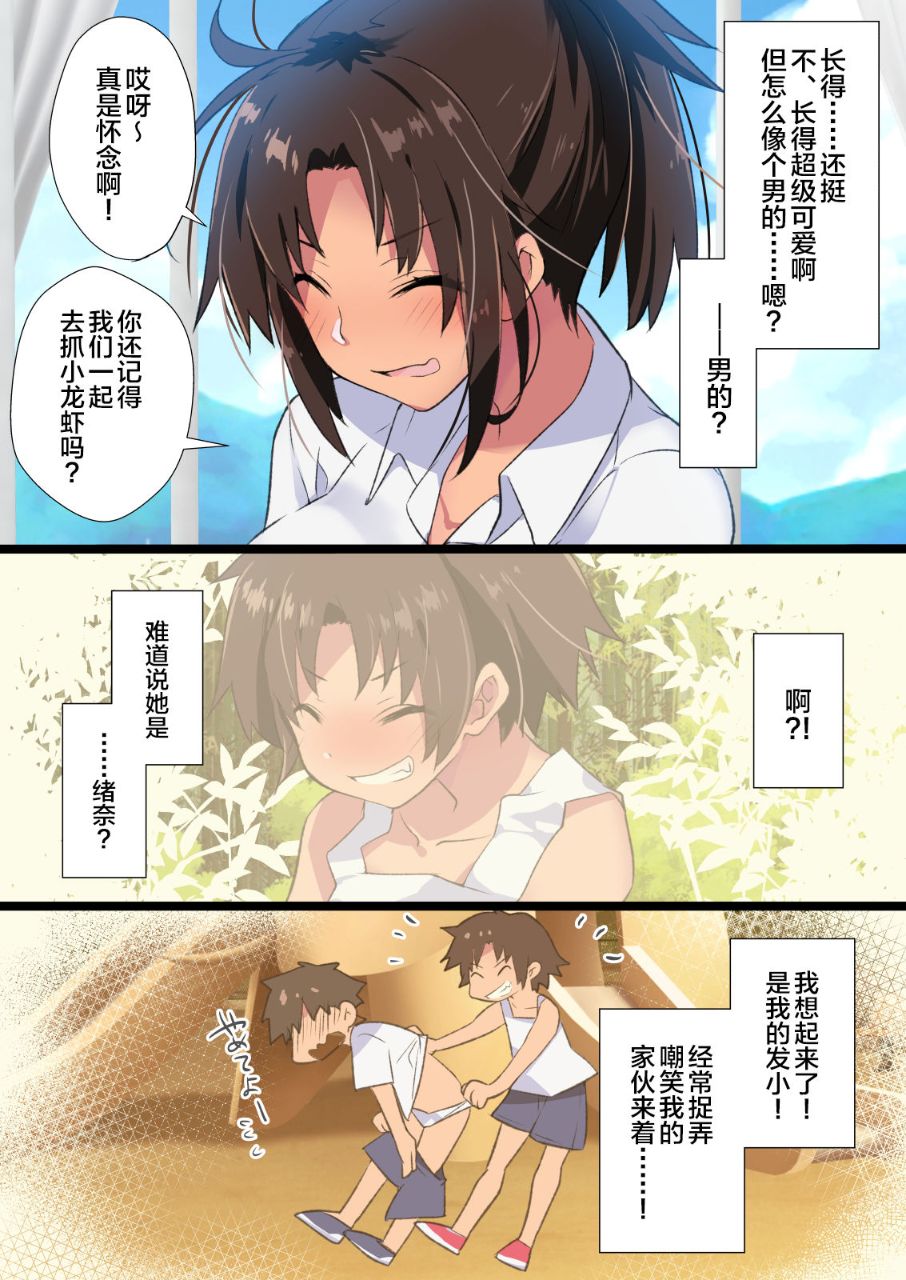 长得……还挺
不、长得超级可爱啊
但怎么像个男的……嗯？
——男的？
哎呀～
真是怀念啊！
你还记得
我们一起
去抓小龙虾吗？
啊?!
难道说她是
……绪奈？
我想起来了！
是我的发小！
经常捉弄
嘲笑我的
家伙来着
………！
やめてよー